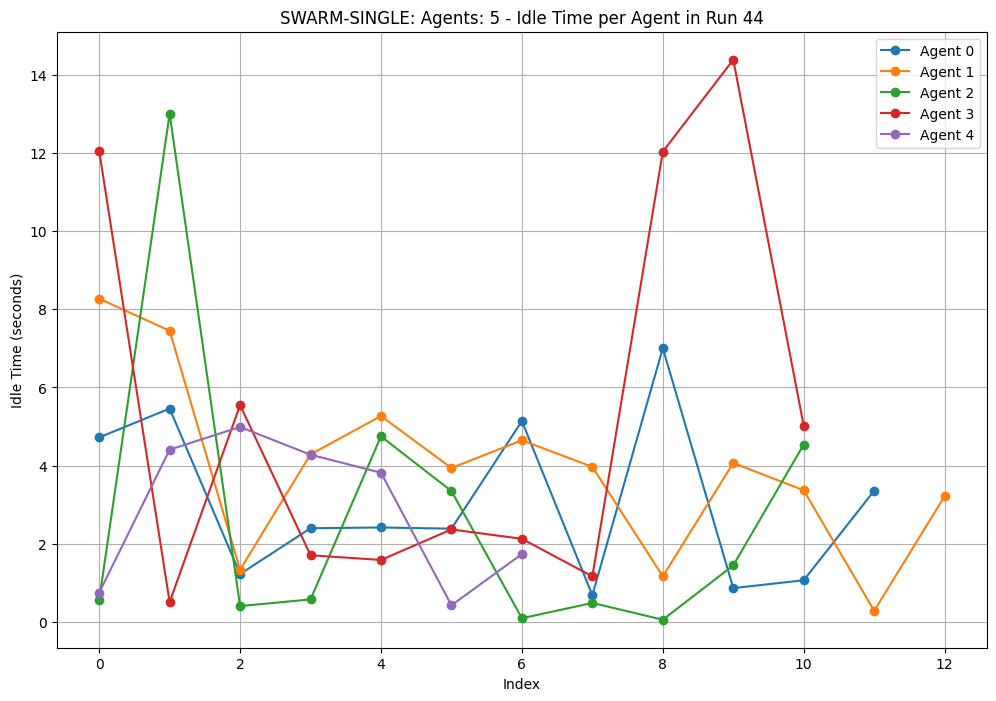 SWARM-SINGLE: Agents: 5 - Idle Time per Agent in Run 44
Agent 0
Agent 1
Agent 2
Agent 3
Agent 4
Idle Time (seconds)
14
12
10
8
6
4
2
0
0 2 4 6 8 10 12
Index